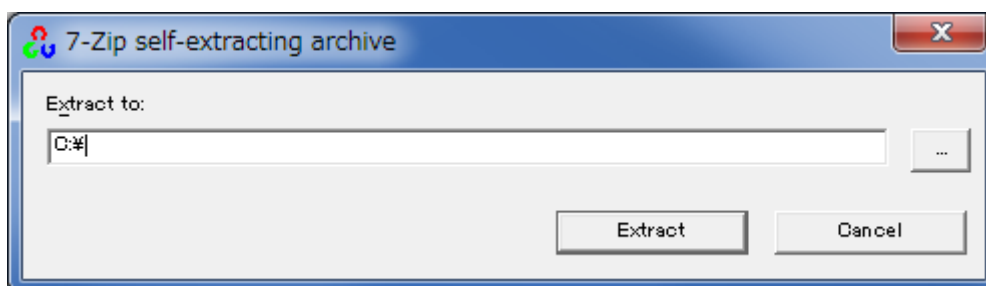 7-Zip self-extracting archive
Extract to:
C:¥
...
Extract
Cancel